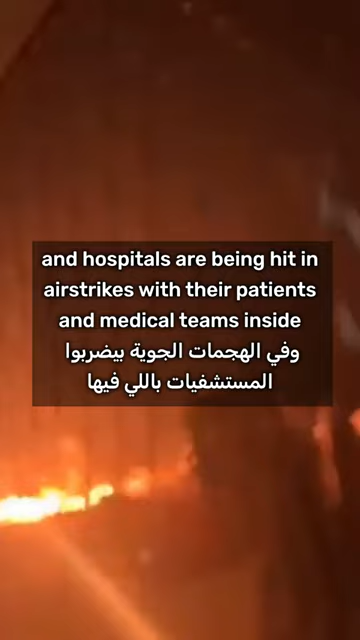 and hospitals are being hit in
airstrikes with their patients
and medical teams inside
وفي الهجمات الجوية بيضربوا
المستشفيات باللي فيها